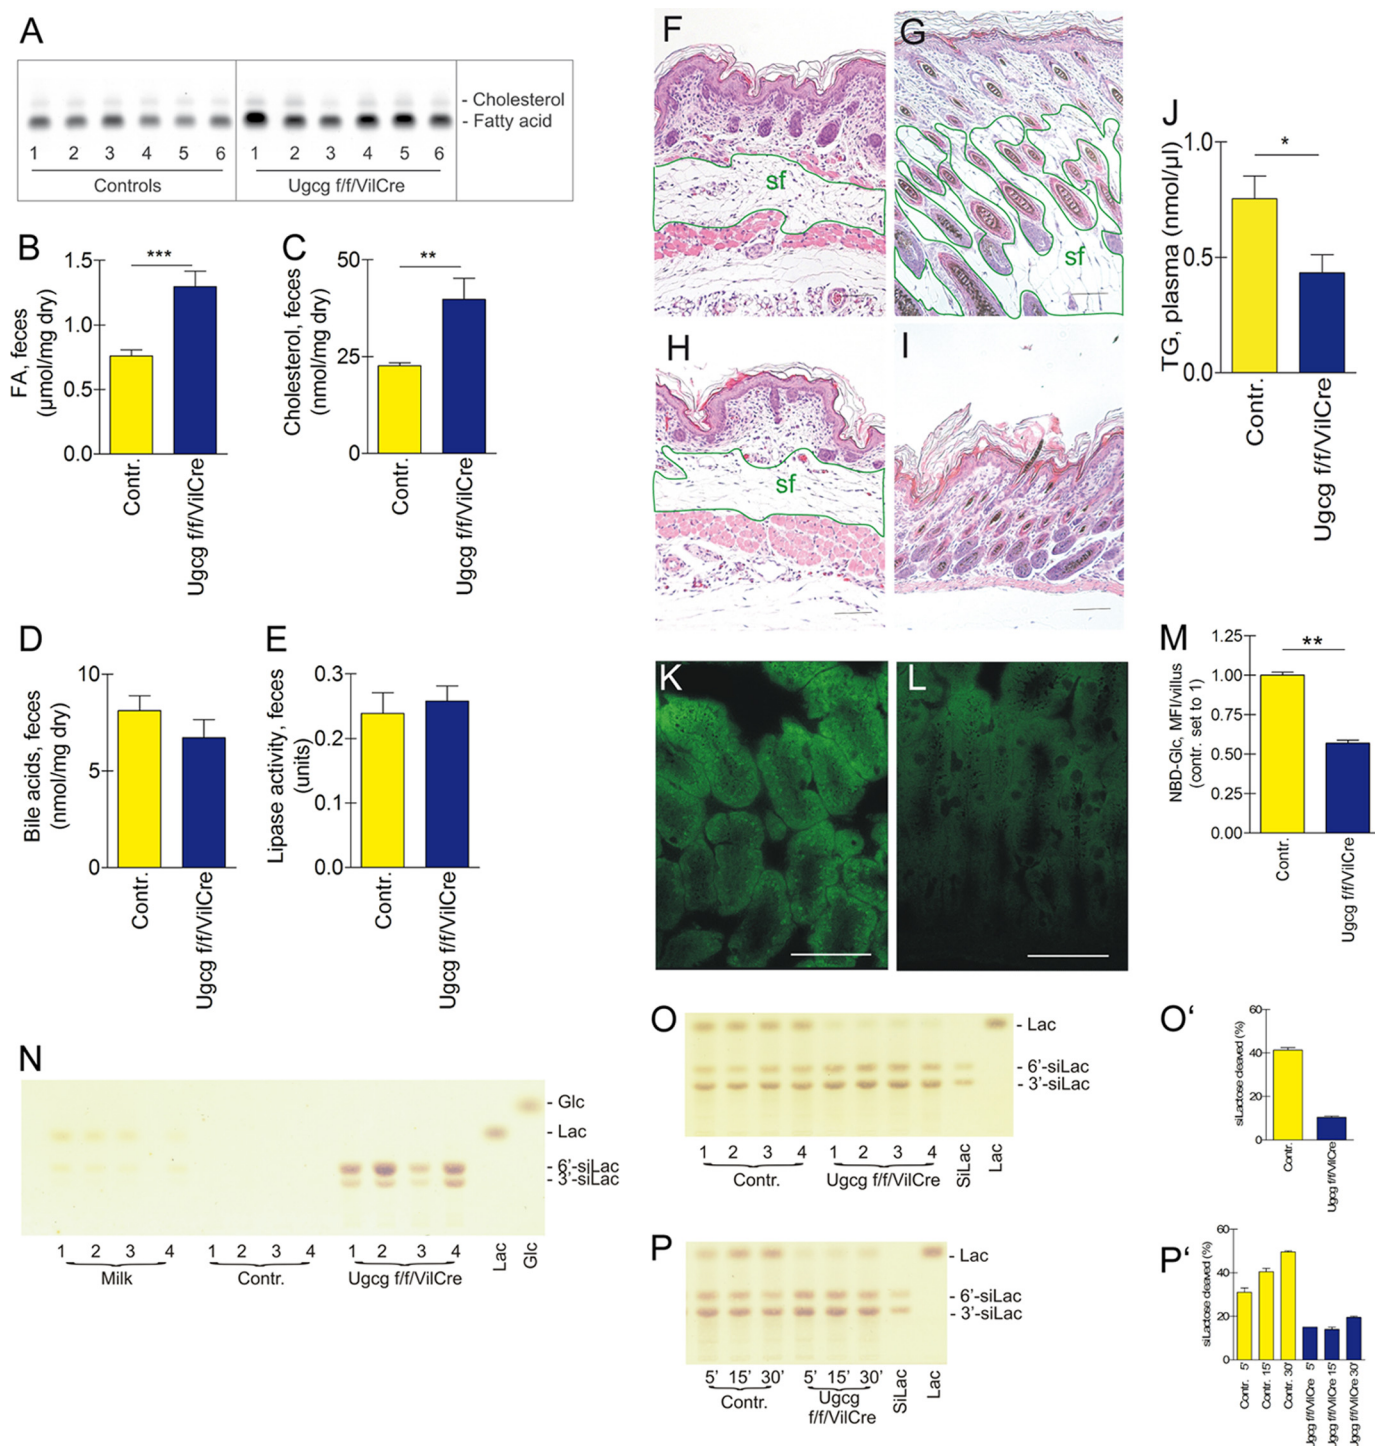 A
- Cholesterol
- Fatty acid
1 2 3 4 5 6 1 2 3 4 5 6
Controls Ugcg f/f/VilCre
B
FA, feces
(µmol/mg dry)
1.5
1.0
0.5
0.0
***
Contr.
Ugcg f/f/VilCre
C
Cholesterol, feces
(nmol/mg dry)
50
25
0
**
Contr.
Ugcg f/f/VilCre
D
Bile acids, feces
(nmol/mg dry)
10
5
0
Contr.
Ugcg f/f/VilCre
E
Lipase activity, feces
(units)
0.3
0.2
0.1
0.0
Contr.
Ugcg f/f/VilCre
F
sf
G
sf
H
sf
I
J
TG, plasma (nmol/µl)
1.0
0.5
0.0
*
Contr.
Ugcg f/f/VilCre
K
L
M
NBD-Glc, MFI/villus
(contr. set to 1)
1.25
1.00
0.75
0.50
0.25
0.00
**
Contr.
Ugcg f/f/VilCre
N
- Glc
- Lac
- 6'-siLac
- 3'-siLac
1 2 3 4 1 2 3 4 1 2 3 4 Lac Glc
Milk Contr. Ugcg f/f/VilCre
O
- Lac
- 6'-siLac
- 3'-siLac
1 2 3 4 1 2 3 4 SiLac Lac
Contr. Ugcg f/f/VilCre
O‘
siLactose cleaved (%)
60
40
20
0
Contr.
Ugcg f/f/VilCre
P
- Lac
- 6'-siLac
- 3'-siLac
5’ 15’ 30’ 5’ 15’ 30’ SiLac Lac
Contr. Ugcg
f/f/VilCre
P‘
siLactose cleaved (%)
60
40
20
0
Contr. 5'
Contr. 15'
Contr. 30'
Ugcg f/f/VilCre 5'
Ugcg f/f/VilCre 15'
Ugcg f/f/VilCre 30'